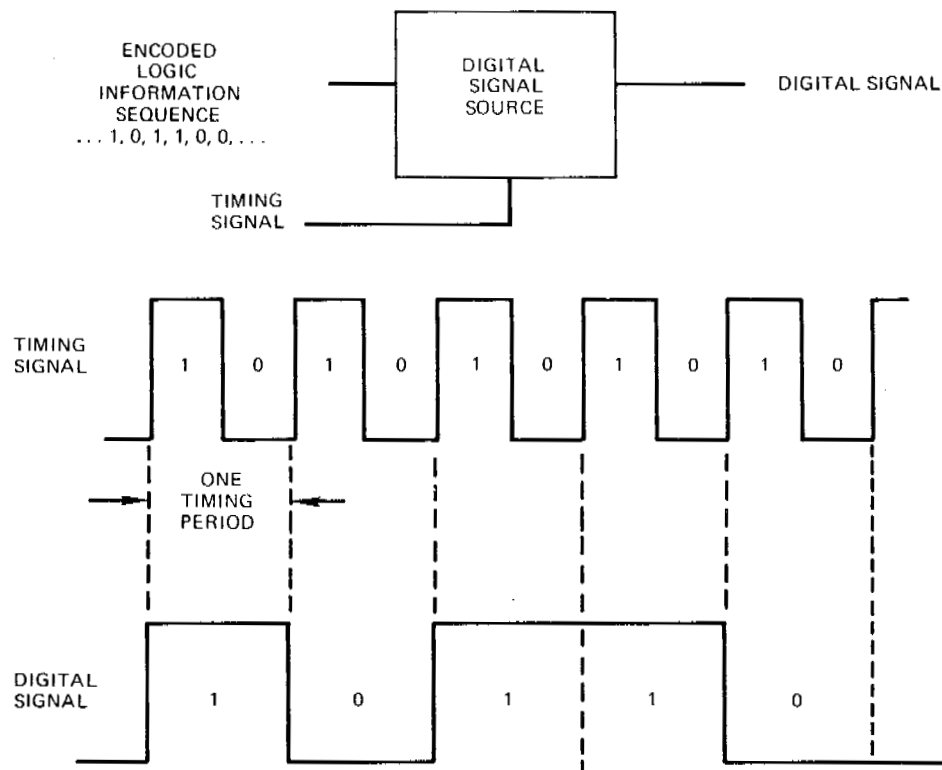 ENCODED
LOGIC
INFORMATION
SEQUENCE
... 1, 0, 1, 1, 0, 0, ...
DIGITAL
SIGNAL
SOURCE
DIGITAL SIGNAL
TIMING
SIGNAL
TIMING
SIGNAL
1 0 1 0 1 0 1 0 1 0
ONE
TIMING
PERIOD
DIGITAL
SIGNAL
1 0 1 1 0